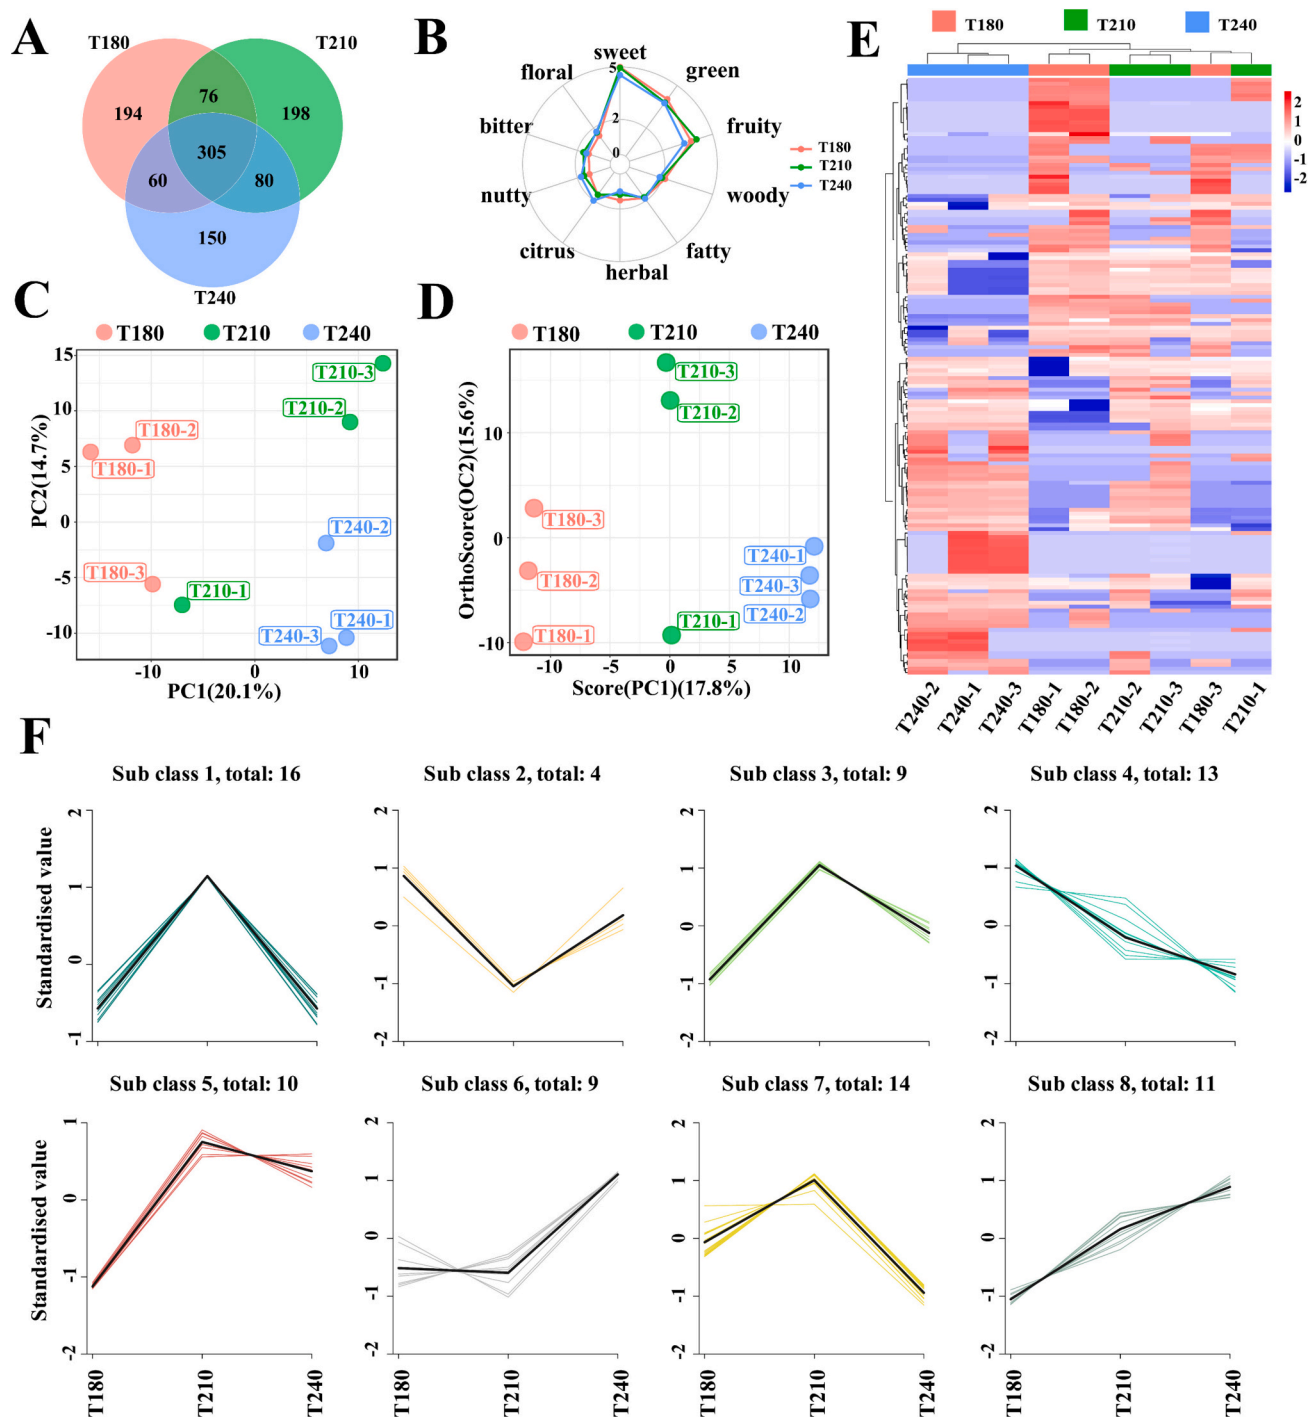 A
T180
T210
76
194
198
305
60
80
150
T240
B
sweet
floral
green
bitter
fruity
nutty
woody
citrus
fatty
herbal
5
2
0
T180
T210
T240
C
T180
T210
T240
15
10
5
0
-5
-10
PC2(14.7%)
T210-3
T210-2
T180-2
T180-1
T240-2
T180-3
T210-1
T240-1
T240-3
-10
0
10
PC1(20.1%)
D
T180
T210
T240
OrthoScore(OC2)(15.6%)
10
0
-10
T210-3
T210-2
T180-3
T240-1
T180-2
T240-3
T240-2
T210-1
T180-1
-10
-5
0
5
10
Score(PC1)(17.8%)
E
T180
T210
T240
2
1
0
-1
-2
T240-2
T240-1
T240-3
T180-1
T180-2
T210-2
T210-3
T180-3
T210-1
F
Sub class 1, total: 16
Standardised value
2
1
0
-1
Sub class 2, total: 4
2
1
0
-1
-2
Sub class 3, total: 9
2
1
0
-1
-2
Sub class 4, total: 13
2
1
0
-1
-2
Sub class 5, total: 10
Standardised value
1
0
-1
-2
T180
T210
T240
Sub class 6, total: 9
2
1
0
-1
-2
T180
T210
T240
Sub class 7, total: 14
2
1
0
-1
-2
T180
T210
T240
Sub class 8, total: 11
2
1
0
-1
-2
T180
T210
T240